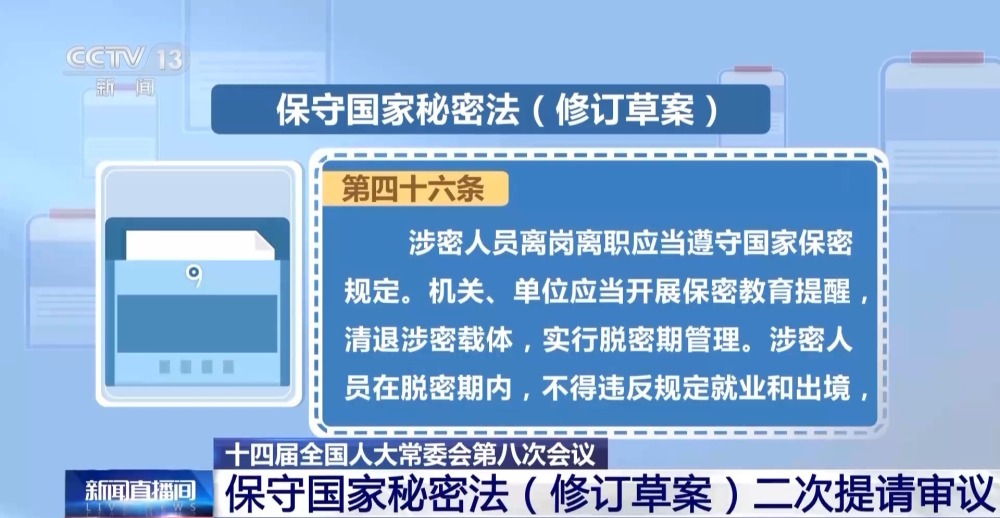 CCTV 13
新闻
保守国家秘密法（修订草案）
第四十六条
涉密人员离岗离职应当遵守国家保密
规定。机关、单位应当开展保密教育提醒，
清退涉密载体，实行脱密期管理。涉密人
员在脱密期内，不得违反规定就业和出境，
十四届全国人大常委会第八次会议
新闻直播间
LIVE NEWS
保守国家秘密法（修订草案）二次提请审议